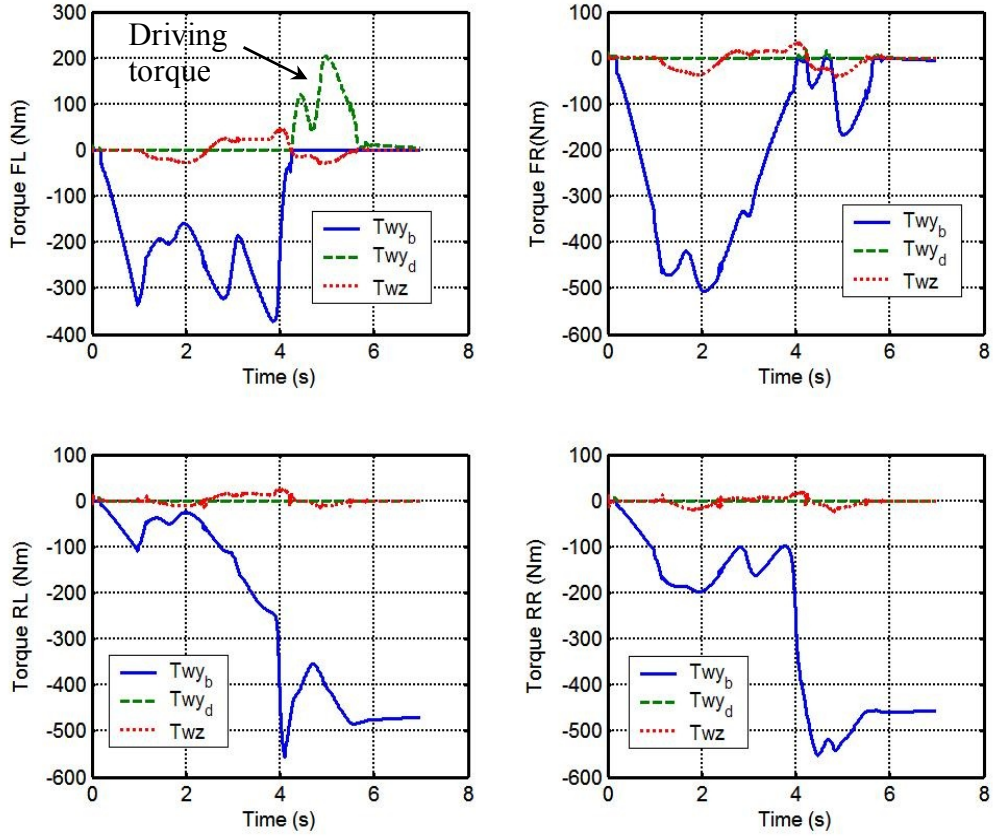 200
Driving
torque
100
0
-100
-200
-300
-400
Torque FL (Nm)
Twy_b
Twy_d
Twz
0 2 4 6 8
Time (s)
100
0
-100
-200
-300
-400
-500
-600
Torque FR(Nm)
Twy_b
Twy_d
Twz
0 2 4 6 8
Time (s)
100
0
-100
-200
-300
-400
-500
-600
Torque RL (Nm)
Twy_b
Twy_d
Twz
0 2 4 6 8
Time (s)
100
0
-100
-200
-300
-400
-500
-600
Torque RR (Nm)
Twy_b
Twy_d
Twz
0 2 4 6 8
Time (s)